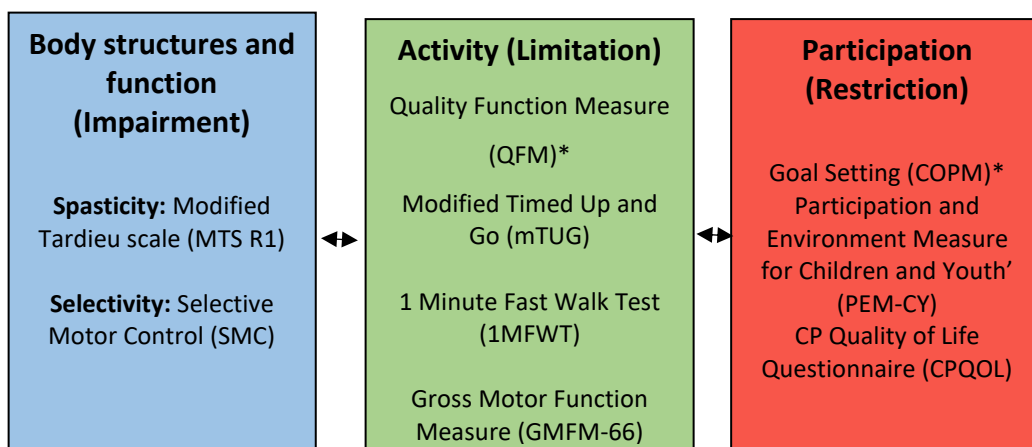 Body structures and
function
(Impairment)
Spasticity: Modified
Tardieu scale (MTS R1)
Selectivity: Selective
Motor Control (SMC)
Activity (Limitation)
Quality Function Measure
(QFM)*
Modified Timed Up and
Go (mTUG)
1 Minute Fast Walk Test
(1MFWT)
Gross Motor Function
Measure (GMFM-66)
Participation
(Restriction)
Goal Setting (COPM)*
Participation and
Environment Measure
for Children and Youth’
(PEM-CY)
CP Quality of Life
Questionnaire (CPQOL)